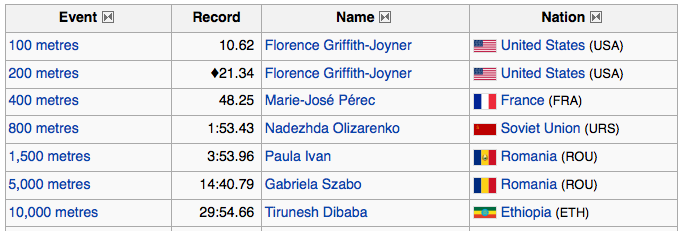 Event Record Name Nation
100 metres 10.62 Florence Griffith-Joyner United States (USA)
200 metres ♦21.34 Florence Griffith-Joyner United States (USA)
400 metres 48.25 Marie-José Pérec France (FRA)
800 metres 1:53.43 Nadezhda Olizarenko Soviet Union (URS)
1,500 metres 3:53.96 Paula Ivan Romania (ROU)
5,000 metres 14:40.79 Gabriela Szabo Romania (ROU)
10,000 metres 29:54.66 Tirunesh Dibaba Ethiopia (ETH)